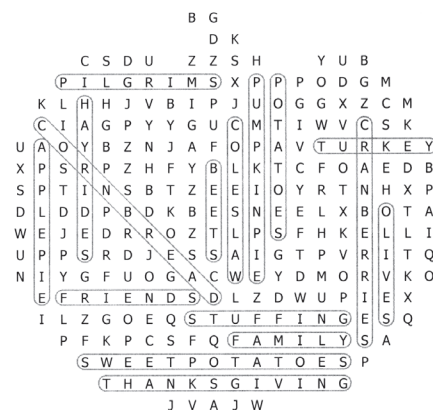 B G
D K
C S D U Z Z S H Y U B
P I L G R I M S X P P P O D G M
K L H H J V B I P J U O G G X Z C M
C I A G P Y Y G U C M T I W V C S K
U A O Y B Z N J A F O P A V T U R K E Y
X P S R P Z H F Y B L K T C F O A E D B
S P T I N S B T Z E E I O Y R T N H X P
D L D D P B D K B E S N E E L X B O T A
W E J E D R R O Z T L P S F H K E L L I
U P P S R D J E S S A I G T P V R I T Q
N I Y G F U O G A C W E Y D M O R V K O
E F R I E N D S D L Z D W U P I E X
I L Z G O E Q S T U F F I N G E S Q
P F K P C S F Q F A M I L Y S A
S W E E T P O T A T O E S P
T H A N K S G I V I N G
J V A J W